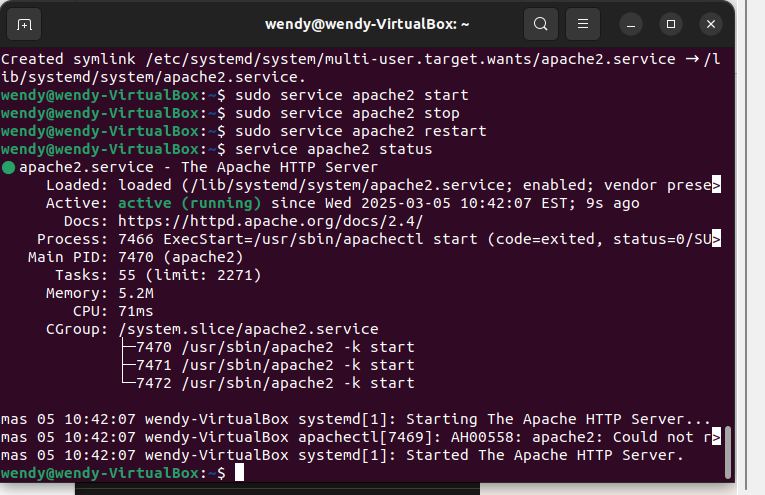 wendy@wendy-VirtualBox: ~
Created symlink /etc/systemd/system/multi-user.target.wants/apache2.service → /l
ib/systemd/system/apache2.service.
wendy@wendy-VirtualBox:~$ sudo service apache2 start
wendy@wendy-VirtualBox:~$ sudo service apache2 stop
wendy@wendy-VirtualBox:~$ sudo service apache2 restart
wendy@wendy-VirtualBox:~$ service apache2 status
● apache2.service - The Apache HTTP Server
Loaded: loaded (/lib/systemd/system/apache2.service; enabled; vendor prese>
Active: active (running) since Wed 2025-03-05 10:42:07 EST; 9s ago
Docs: https://httpd.apache.org/docs/2.4/
Process: 7466 ExecStart=/usr/sbin/apachectl start (code=exited, status=0/SU>
Main PID: 7470 (apache2)
Tasks: 55 (limit: 2271)
Memory: 5.2M
CPU: 71ms
CGroup: /system.slice/apache2.service
├─7470 /usr/sbin/apache2 -k start
├─7471 /usr/sbin/apache2 -k start
└─7472 /usr/sbin/apache2 -k start
mas 05 10:42:07 wendy-VirtualBox systemd[1]: Starting The Apache HTTP Server...
mas 05 10:42:07 wendy-VirtualBox apachectl[7469]: AH00558: apache2: Could not r>
mas 05 10:42:07 wendy-VirtualBox systemd[1]: Started The Apache HTTP Server.
wendy@wendy-VirtualBox:~$